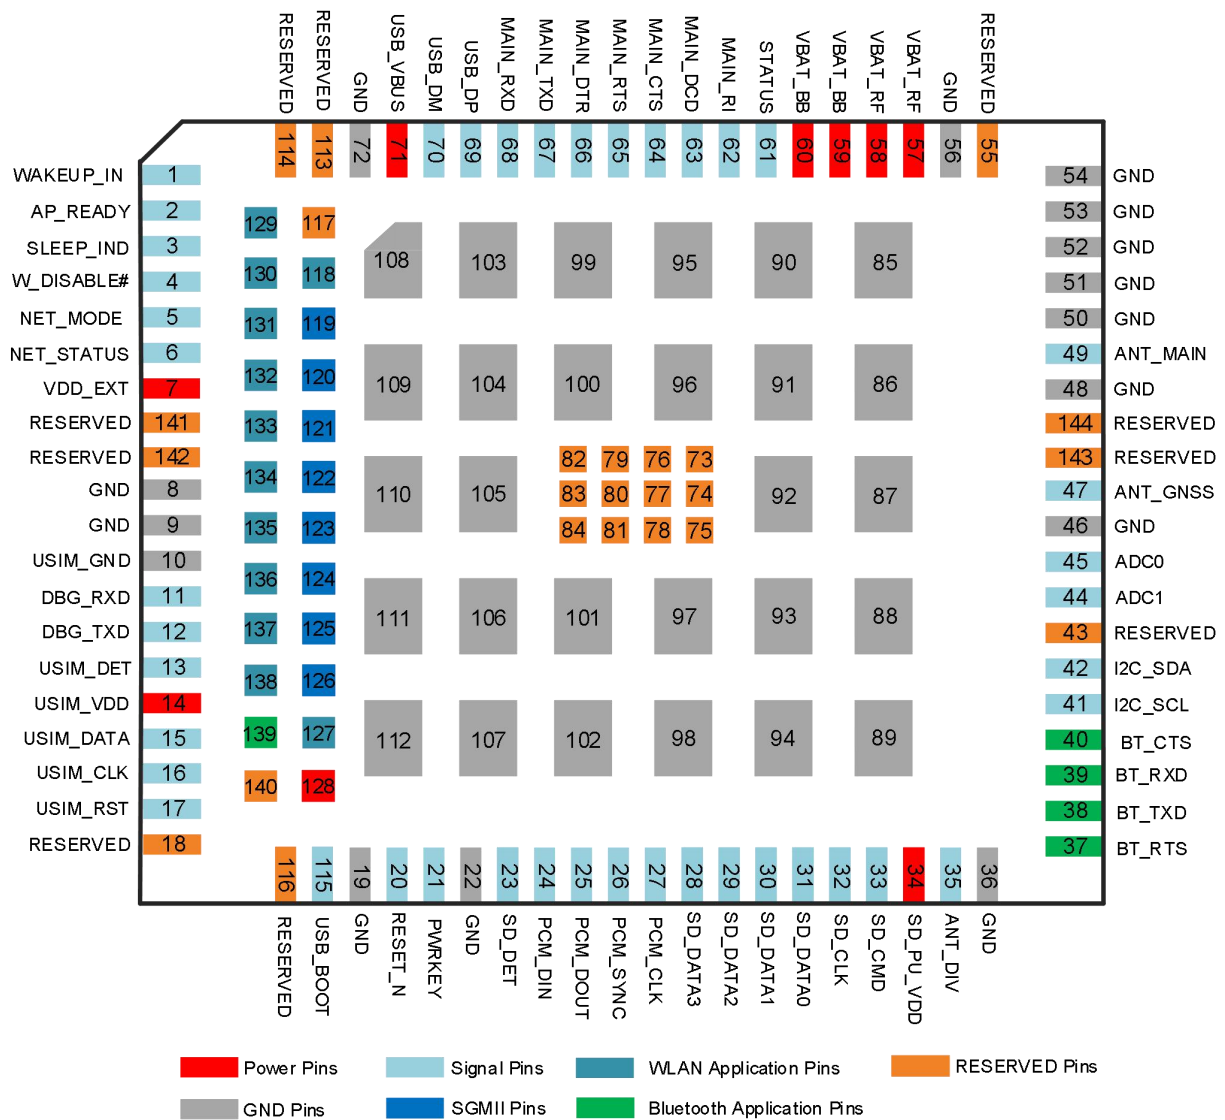 RESERVED
RESERVED
GND
USB_VBUS
USB_DM
USB_DP
MAIN_RXD
MAIN_TXD
MAIN_DTR
MAIN_RTS
MAIN_CTS
MAIN_DCD
MAIN_RI
STATUS
VBAT_BB
VBAT_BB
VBAT_RF
VBAT_RF
GND
RESERVED
114 113 72 71 70 69 68 67 66 65 64 63 62 61 60 59 58 57 56 55
WAKEUP_IN 1
AP_READY 2
SLEEP_IND 3
W_DISABLE# 4
NET_MODE 5
NET_STATUS 6
VDD_EXT 7
RESERVED 141
RESERVED 142
GND 8
GND 9
USIM_GND 10
DBG_RXD 11
DBG_TXD 12
USIM_DET 13
USIM_VDD 14
USIM_DATA 15
USIM_CLK 16
USIM_RST 17
RESERVED 18
129 117
130 118
131 119
132 120
133 121
134 122
135 123
136 124
137 125
138 126
139 127
140 128
108 103 99 95 90 85
109 104 100 96 91 86
110 105 92 87
82 79 76 73
83 80 77 74
84 81 78 75
111 106 101 97 93 88
112 107 102 98 94 89
54 GND
53 GND
52 GND
51 GND
50 GND
49 ANT_MAIN
48 GND
144 RESERVED
143 RESERVED
47 ANT_GNSS
46 GND
45 ADC0
44 ADC1
43 RESERVED
42 I2C_SDA
41 I2C_SCL
40 BT_CTS
39 BT_RXD
38 BT_TXD
37 BT_RTS
116 115 19 20 21 22 23 24 25 26 27 28 29 30 31 32 33 34 35 36
RESERVED
USB_BOOT
GND
RESET_N
PWRKEY
GND
SD_DET
PCM_DIN
PCM_DOUT
PCM_SYNC
PCM_CLK
SD_DATA3
SD_DATA2
SD_DATA1
SD_DATA0
SD_CLK
SD_CMD
SD_PU_VDD
ANT_DIV
GND
Power Pins
Signal Pins
WLAN Application Pins
RESERVED Pins
GND Pins
SGMII Pins
Bluetooth Application Pins